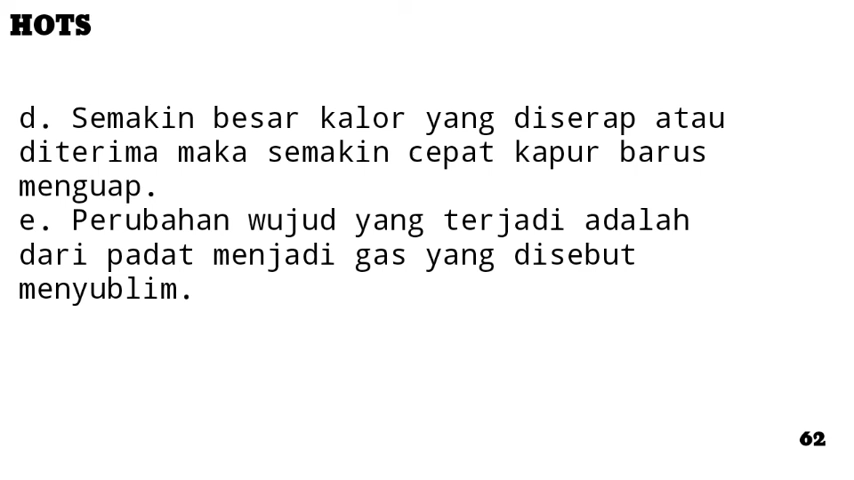 HOTS
d. Semakin besar kalor yang diserap atau
diterima maka semakin cepat kapur barus
menguap.
e. Perubahan wujud yang terjadi adalah
dari padat menjadi gas yang disebut
menyublim.
62